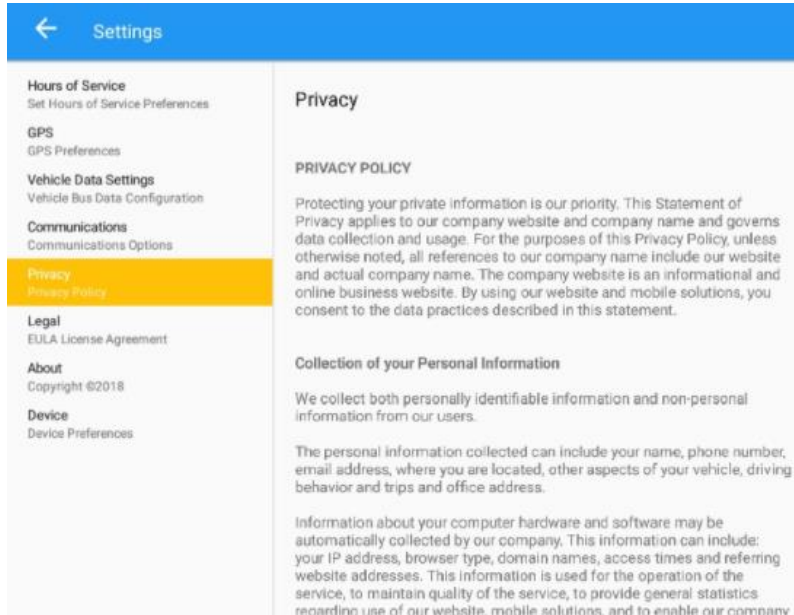 Settings
Hours of Service
Set Hours of Service Preferences
GPS
GPS Preferences
Vehicle Data Settings
Vehicle Bus Data Configuration
Communications
Communications Options
Privacy
Privacy Policy
Legal
EULA License Agreement
About
Copyright ©2018
Device
Device Preferences
Privacy
PRIVACY POLICY
Protecting your private information is our priority. This Statement of
Privacy applies to our company website and company name and governs
data collection and usage. For the purposes of this Privacy Policy, unless
otherwise noted, all references to our company name include our website
and actual company name. The company website is an informational and
online business website. By using our website and mobile solutions, you
consent to the data practices described in this statement.
Collection of your Personal Information
We collect both personally identifiable information and non-personal
information from our users.
The personal information collected can include your name, phone number,
email address, where you are located, other aspects of your vehicle, driving
behavior and trips and office address.
Information about your computer hardware and software may be
automatically collected by our company. This information can include:
your IP address, browser type, domain names, access times and referring
website addresses. This information is used for the operation of the
service, to maintain quality of the service, to provide general statistics
regarding use of our website, mobile solutions, and to enable our company